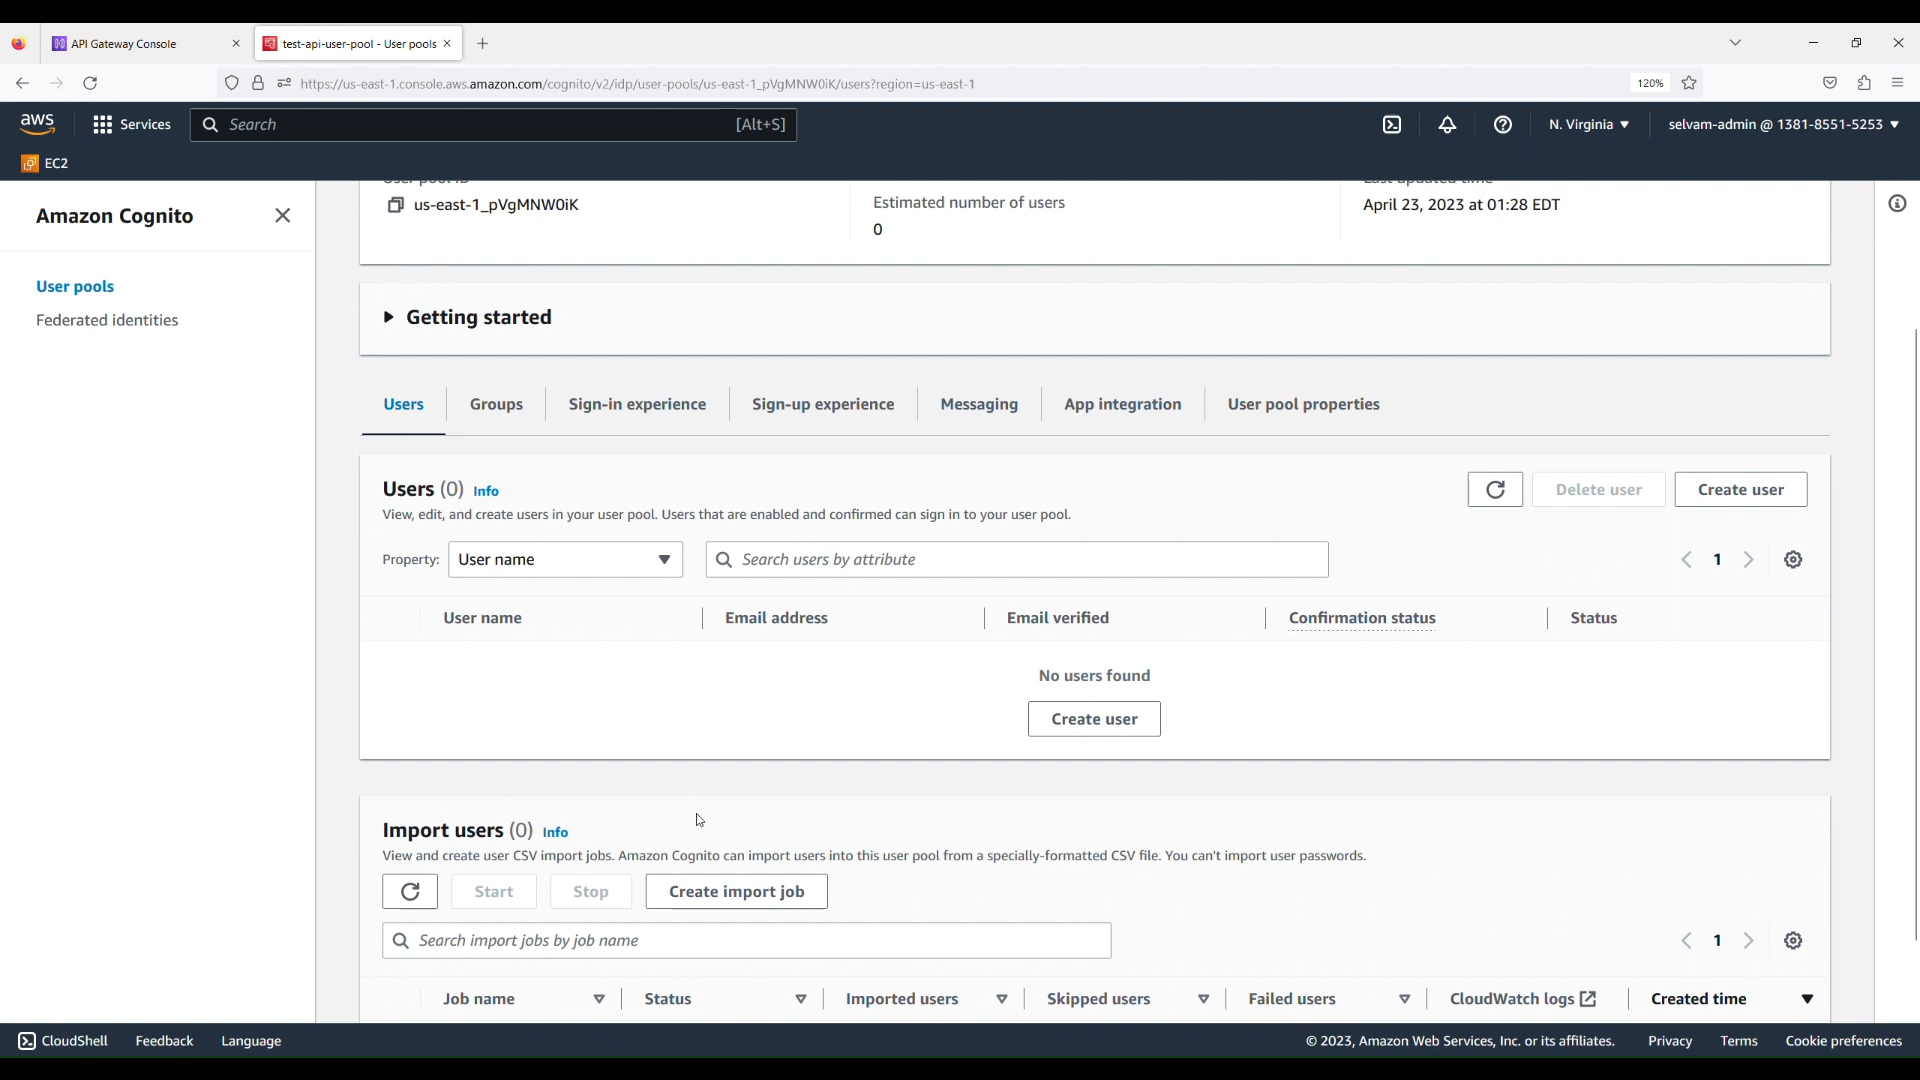 API Gateway Console
test-api-user-pool - User pools
https://us-east-1.console.aws.amazon.com/cognito/v2/idp/user-pools/us-east-1_pVgMNW0iK/users?region=us-east-1
120%
aws
Services
Search
[Alt+S]
N. Virginia
selvam-admin @ 1381-8551-5253
EC2
Amazon Cognito
User pools
Federated identities
User pool ID
us-east-1_pVgMNW0iK
Estimated number of users
0
Last updated time
April 23, 2023 at 01:28 EDT
Getting started
Users
Groups
Sign-in experience
Sign-up experience
Messaging
App integration
User pool properties
Users (0) Info
View, edit, and create users in your user pool. Users that are enabled and confirmed can sign in to your user pool.
Delete user
Create user
Property:
User name
Search users by attribute
1
User name
Email address
Email verified
Confirmation status
Status
No users found
Create user
Import users (0) Info
View and create user CSV import jobs. Amazon Cognito can import users into this user pool from a specially-formatted CSV file. You can't import user passwords.
Start
Stop
Create import job
Search import jobs by job name
1
Job name
Status
Imported users
Skipped users
Failed users
CloudWatch logs
Created time
CloudShell
Feedback
Language
© 2023, Amazon Web Services, Inc. or its affiliates.
Privacy
Terms
Cookie preferences